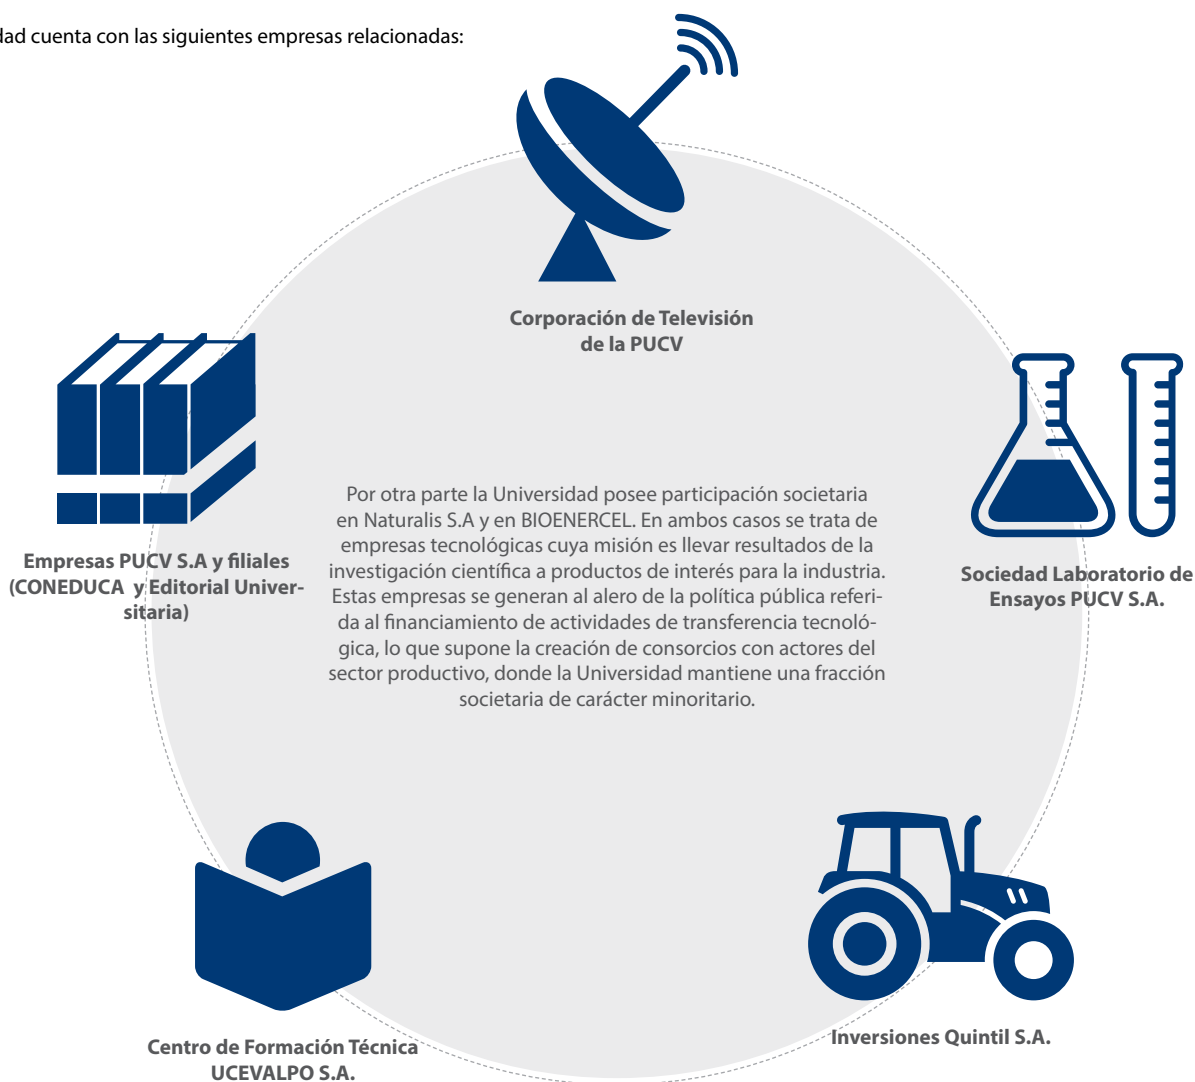 dad cuenta con las siguientes empresas relacionadas:
Corporación de Televisión
de la PUCV
Empresas PUCV S.A y filiales
(CONEDUCA y Editorial Univer-
sitaria)
Por otra parte la Universidad posee participación societaria
en Naturalis S.A y en BIOENERCEL. En ambos casos se trata de
empresas tecnológicas cuya misión es llevar resultados de la
investigación científica a productos de interés para la industria.
Estas empresas se generan al alero de la política pública referi-
da al financiamiento de actividades de transferencia tecnoló-
gica, lo que supone la creación de consorcios con actores del
sector productivo, donde la Universidad mantiene una fracción
societaria de carácter minoritario.
Sociedad Laboratorio de
Ensayos PUCV S.A.
Centro de Formación Técnica
UCEVALPO S.A.
Inversiones Quintil S.A.